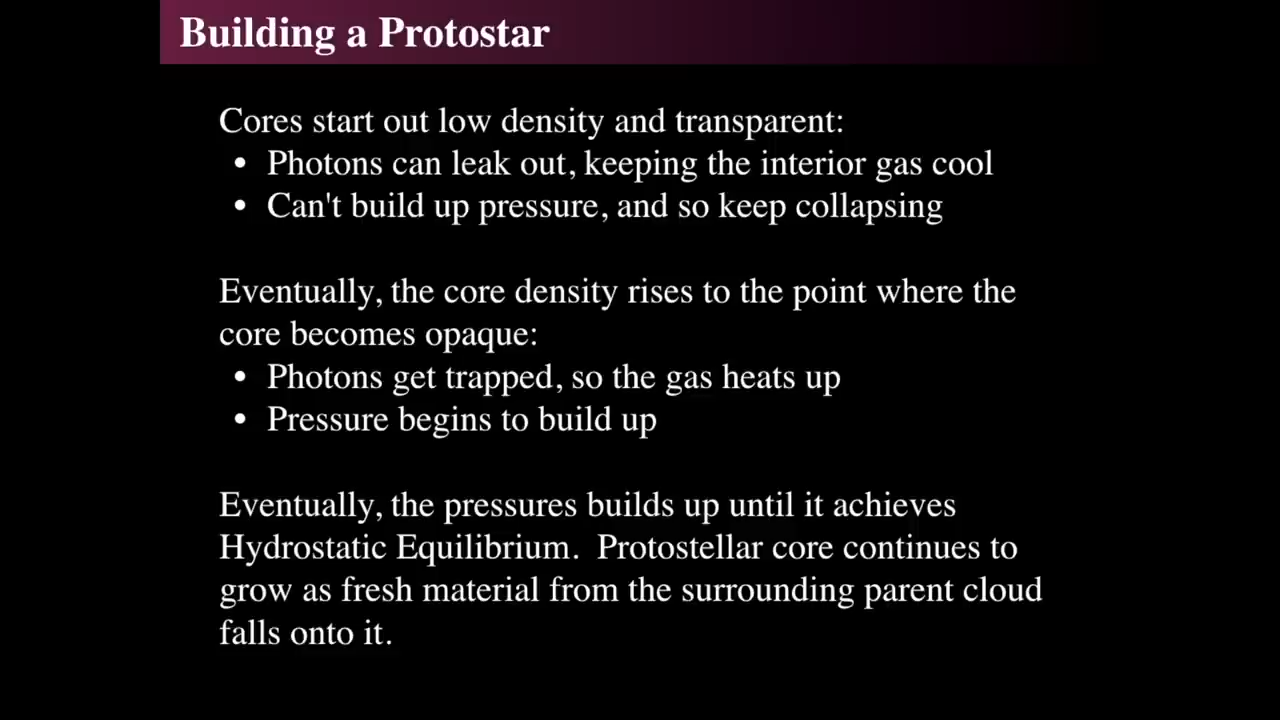 Building a Protostar
Cores start out low density and transparent:
• Photons can leak out, keeping the interior gas cool
• Can't build up pressure, and so keep collapsing
Eventually, the core density rises to the point where the
core becomes opaque:
• Photons get trapped, so the gas heats up
• Pressure begins to build up
Eventually, the pressures builds up until it achieves
Hydrostatic Equilibrium.  Protostellar core continues to
grow as fresh material from the surrounding parent cloud
falls onto it.